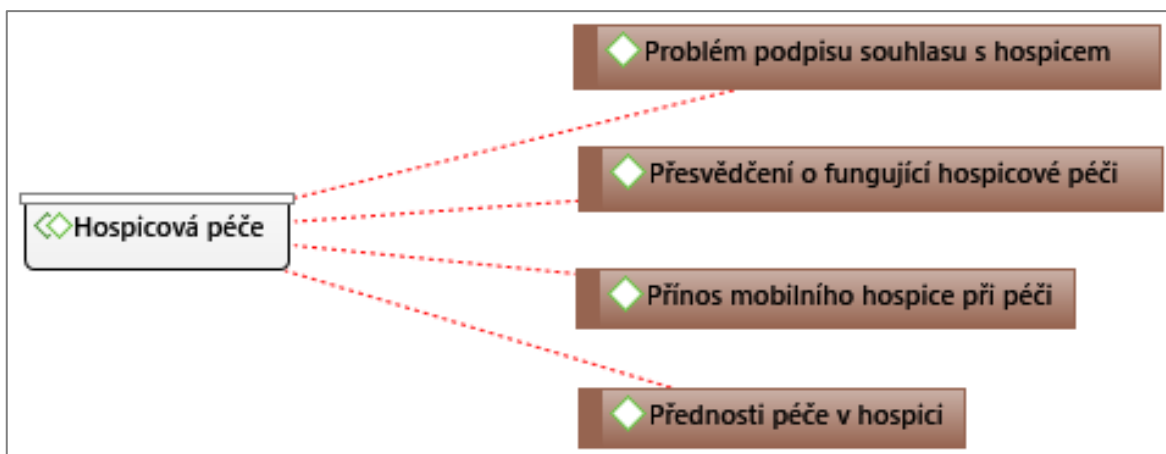 Problém podpisu souhlasu s hospicem
Přesvědčení o fungující hospicové péči
Hospicová péče
Přínos mobilního hospice při péči
Přednosti péče v hospici